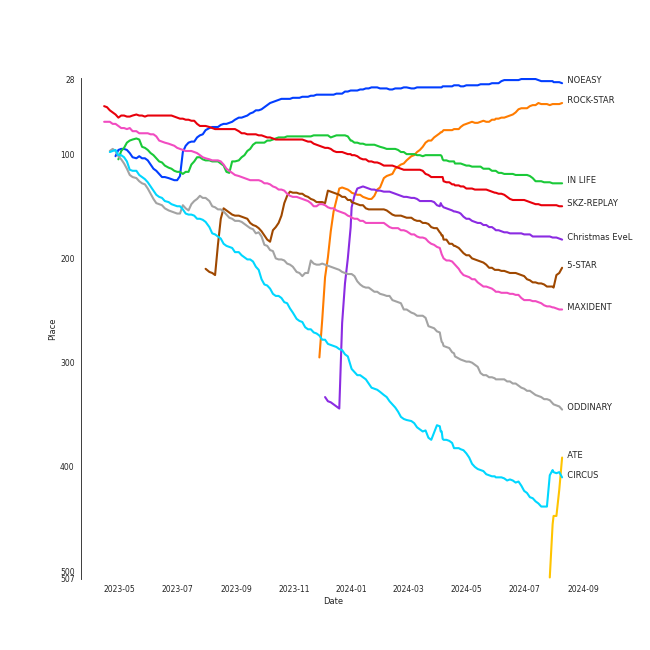 28
NOEASY
ROCK-STAR
100
IN LIFE
SKZ-REPLAY
Christmas EveL
200
5-STAR
MAXIDENT
Place
300
ODDINARY
ATE
400
CIRCUS
500
507
2023-05 2023-07 2023-09 2023-11 2024-01 2024-03 2024-05 2024-07 2024-09
Date